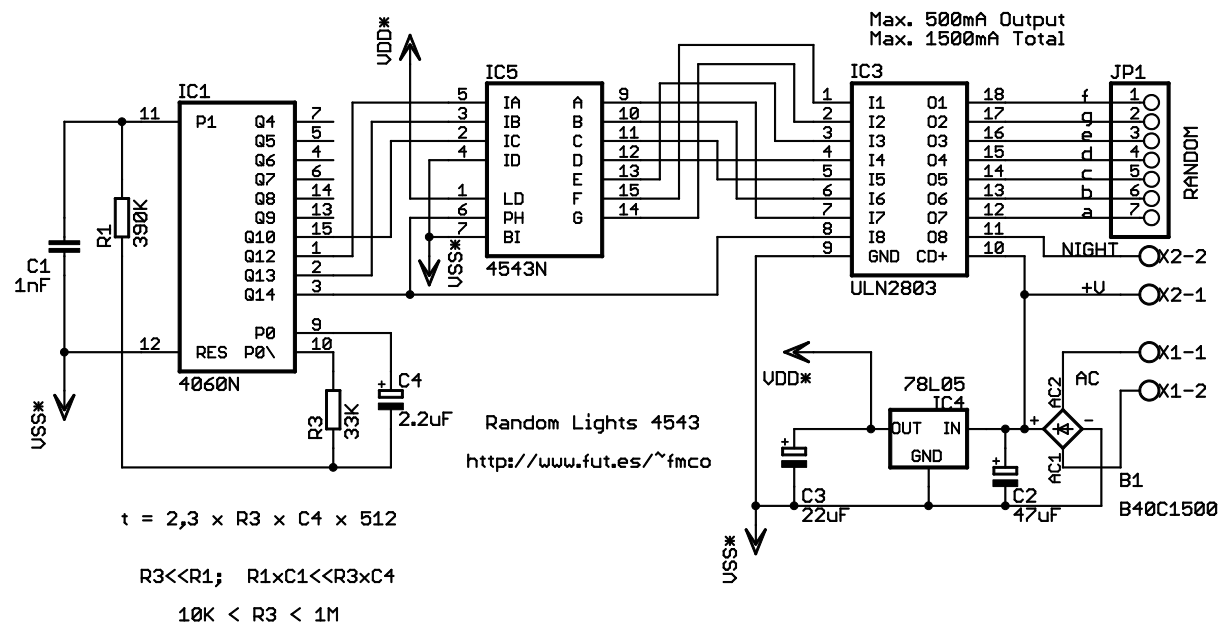 Max. 500mA Output
Max. 1500mA Total
VDD*
IC1
11 P1
Q4 7
Q5 5
Q6 4
Q7 6
Q8 14
Q9 13
Q10 15
Q12 1
Q13 2
Q14 3
P0 9
12 RES P0\ 10
4060N
R1
390K
C1
1nF
VSS*
R3
33K
+
C4
2.2uF
IC5
5 IA A 9
3 IB B 10
2 IC C 11
4 ID D 12
E 13
1 LD F 15
6 PH G 14
7 BI
4543N
VSS*
IC3
1 I1 O1 18
2 I2 O2 17
3 I3 O3 16
4 I4 O4 15
5 I5 O5 14
6 I6 O6 13
7 I7 O7 12
8 I8 O8 11
9 GND CD+ 10
ULN2803
JP1
f 1
g 2
e 3
d 4
c 5
b 6
a 7
RANDOM
NIGHT X2-2
+V X2-1
X1-1
AC
X1-2
AC2
AC1
+ -
B1
B40C1500
VDD*
78L05
IC4
OUT IN
GND
+
C3
22uF
+
C2
47uF
VSS*
Random Lights 4543
http://www.fut.es/~fmco
t = 2,3 x R3 x C4 x 512
R3<<R1; R1xC1<<R3xC4
10K < R3 < 1M